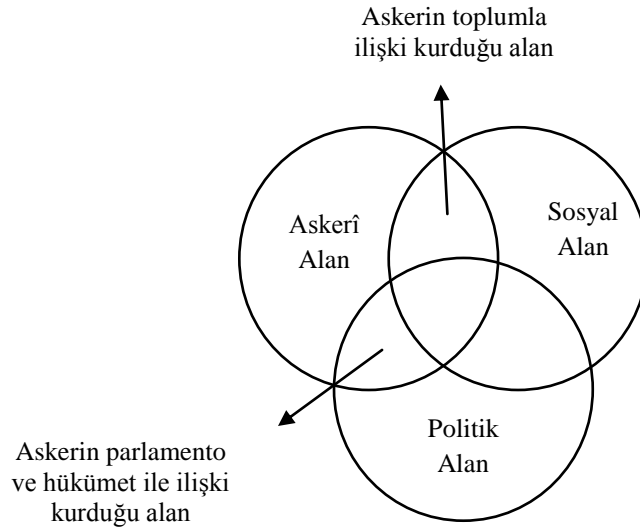 Askerin toplumla
ilişki kurduğu alan
Askerî
Alan
Sosyal
Alan
Politik
Alan
Askerin parlamento
ve hükümet ile ilişki
kurduğu alan